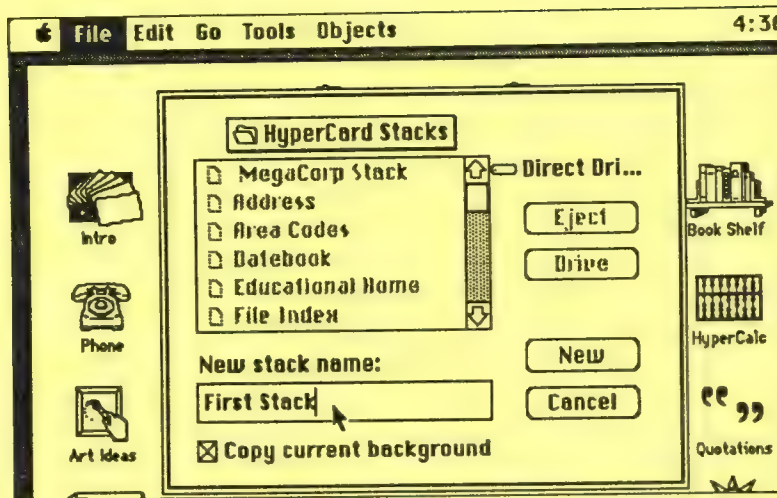 File Edit Go Tools Objects 4:30
HyperCard Stacks
MegaCorp Stack
Address
Area Codes
Datebook
Educational Home
File Index
Direct Dri...
Eject
Drive
New stack name:
First Stack
New
Cancel
Copy current background
Intro
Phone
Art Ideas
Book Shelf
HyperCalc
Quotations